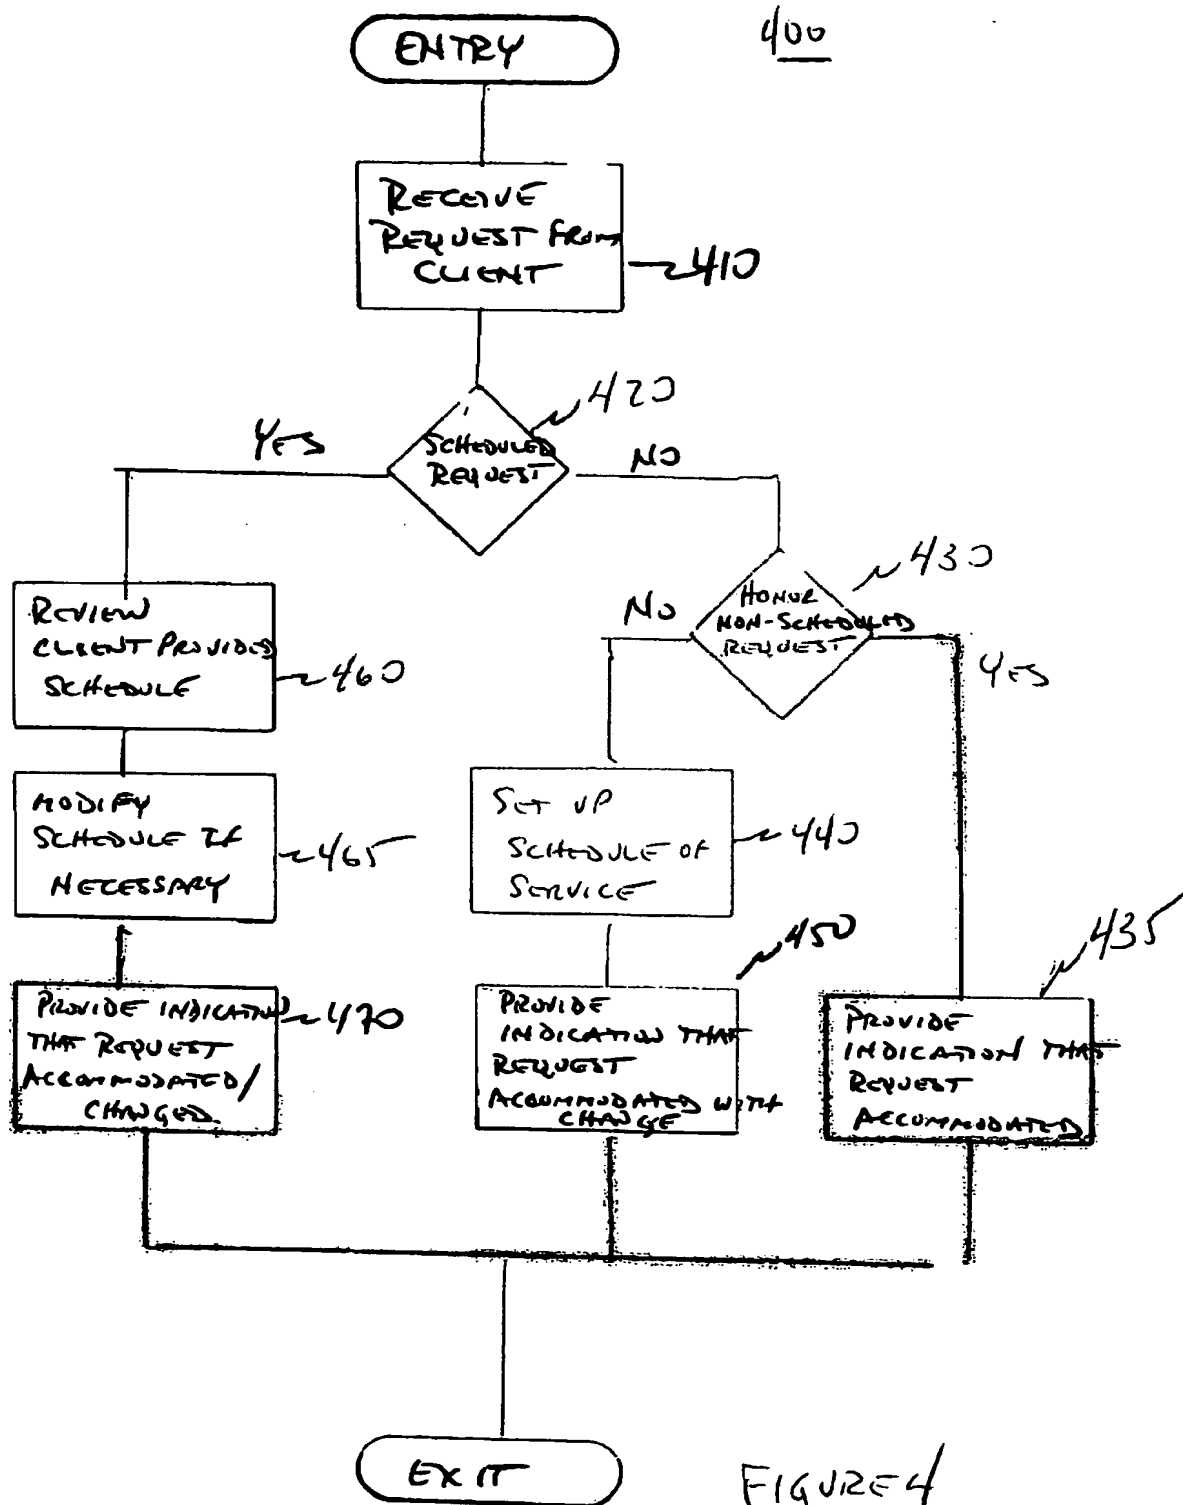 ENTRY
400
RECEIVE
REQUEST FROM
CLIENT
410
420
YES
SCHEDULED
REQUEST
NO
430
NO
HONOR
NON-SCHEDULED
REQUEST
YES
REVIEW
CLIENT PROVIDED
SCHEDULE
460
MODIFY
SCHEDULE IF
NECESSARY
465
SET UP
SCHEDULE OF
SERVICE
440
450
435
PROVIDE INDICATION
THAT REQUEST
ACCOMMODATED/
CHANGED.
470
PROVIDE
INDICATION THAT
REQUEST
ACCOMMODATED WITH
CHANGE
PROVIDE
INDICATION THAT
REQUEST
ACCOMMODATED
EXIT
FIGURE 4